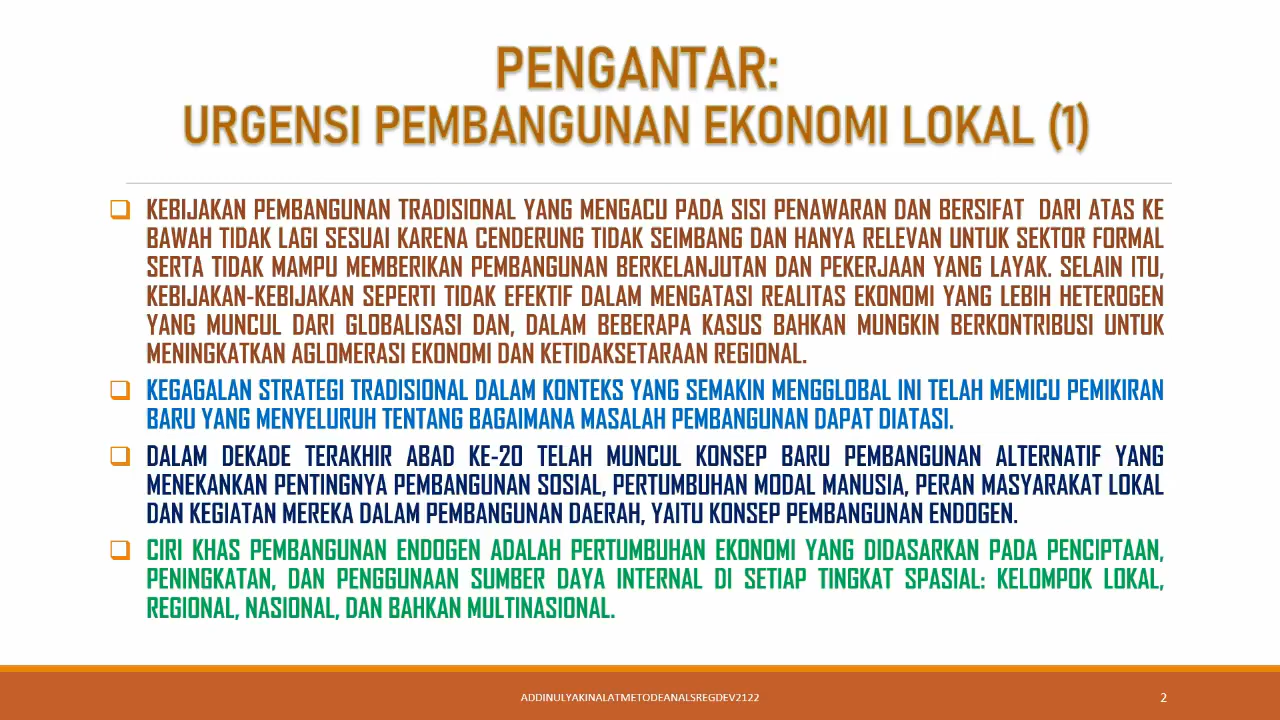 PENGANTAR:
URGENSI PEMBANGUNAN EKONOMI LOKAL (1)
KEBIJAKAN PEMBANGUNAN TRADISIONAL YANG MENGACU PADA SISI PENAWARAN DAN BERSIFAT DARI ATAS KE
BAWAH TIDAK LAGI SESUAI KARENA CENDERUNG TIDAK SEIMBANG DAN HANYA RELEVAN UNTUK SEKTOR FORMAL
SERTA TIDAK MAMPU MEMBERIKAN PEMBANGUNAN BERKELANJUTAN DAN PEKERJAAN YANG LAYAK. SELAIN ITU,
KEBIJAKAN-KEBIJAKAN SEPERTI TIDAK EFEKTIF DALAM MENGATASI REALITAS EKONOMI YANG LEBIH HETEROGEN
YANG MUNCUL DARI GLOBALISASI DAN, DALAM BEBERAPA KASUS BAHKAN MUNGKIN BERKONTRIBUSI UNTUK
MENINGKATKAN AGLOMERASI EKONOMI DAN KETIDAKSETARAAN REGIONAL.
KEGAGALAN STRATEGI TRADISIONAL DALAM KONTEKS YANG SEMAKIN MENGGLOBAL INI TELAH MEMICU PEMIKIRAN
BARU YANG MENYELURUH TENTANG BAGAIMANA MASALAH PEMBANGUNAN DAPAT DIATASI.
DALAM DEKADE TERAKHIR ABAD KE-20 TELAH MUNCUL KONSEP BARU PEMBANGUNAN ALTERNATIF YANG
MENEKANKAN PENTINGNYA PEMBANGUNAN SOSIAL, PERTUMBUHAN MODAL MANUSIA, PERAN MASYARAKAT LOKAL
DAN KEGIATAN MEREKA DALAM PEMBANGUNAN DAERAH, YAITU KONSEP PEMBANGUNAN ENDOGEN.
CIRI KHAS PEMBANGUNAN ENDOGEN ADALAH PERTUMBUHAN EKONOMI YANG DIDASARKAN PADA PENCIPTAAN,
PENINGKATAN, DAN PENGGUNAAN SUMBER DAYA INTERNAL DI SETIAP TINGKAT SPASIAL: KELOMPOK LOKAL,
REGIONAL, NASIONAL, DAN BAHKAN MULTINASIONAL.
ADDINULYAKINALATMETODEANALSREGDEV2122
2